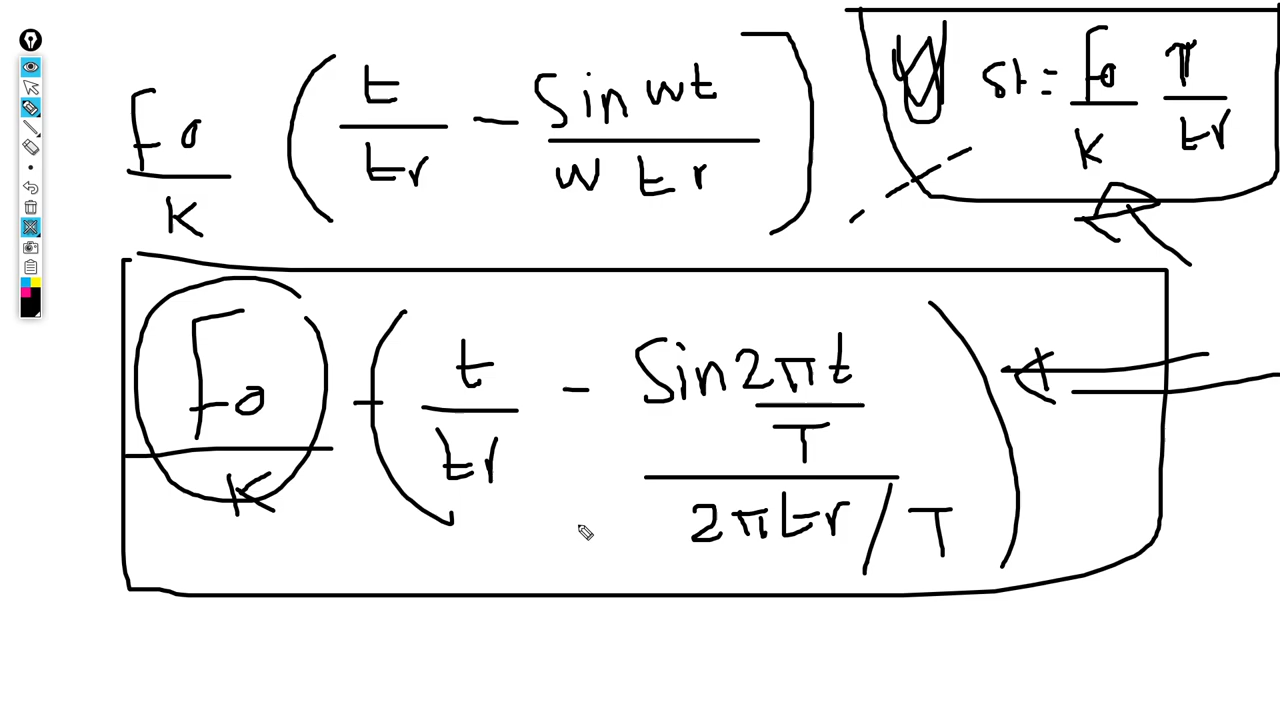 Fo/K ( t/tr - Sin wt / w tr )
st = Fo/K T/tr
Fo/K ( t/tr - Sin 2πt/T / 2πtr/T )